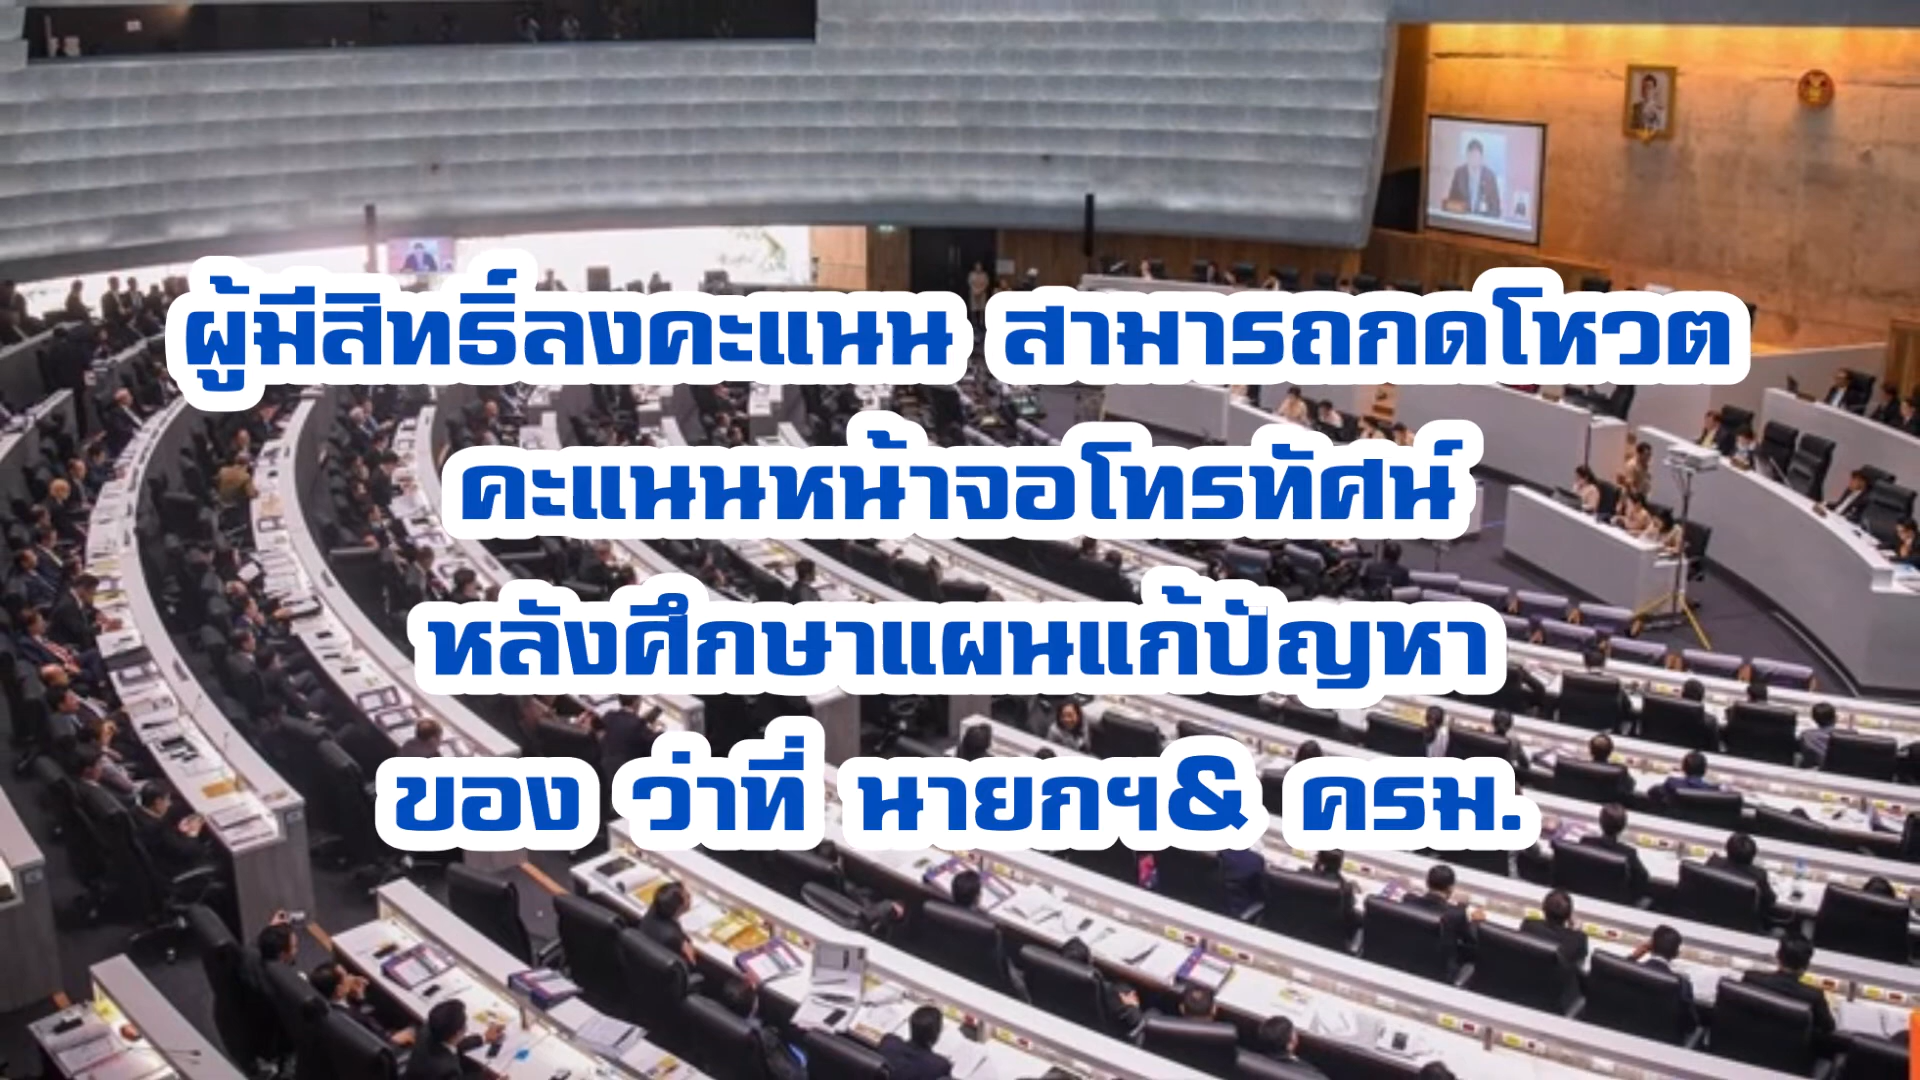 ผู้มีสิทธิ์ลงคะแนน สามารถกดโหวต
คะแนนหน้าจอโทรทัศน์
หลังศึกษาแผนแก้ปัญหา
ของ ว่าที่ นายกฯ& ครม.